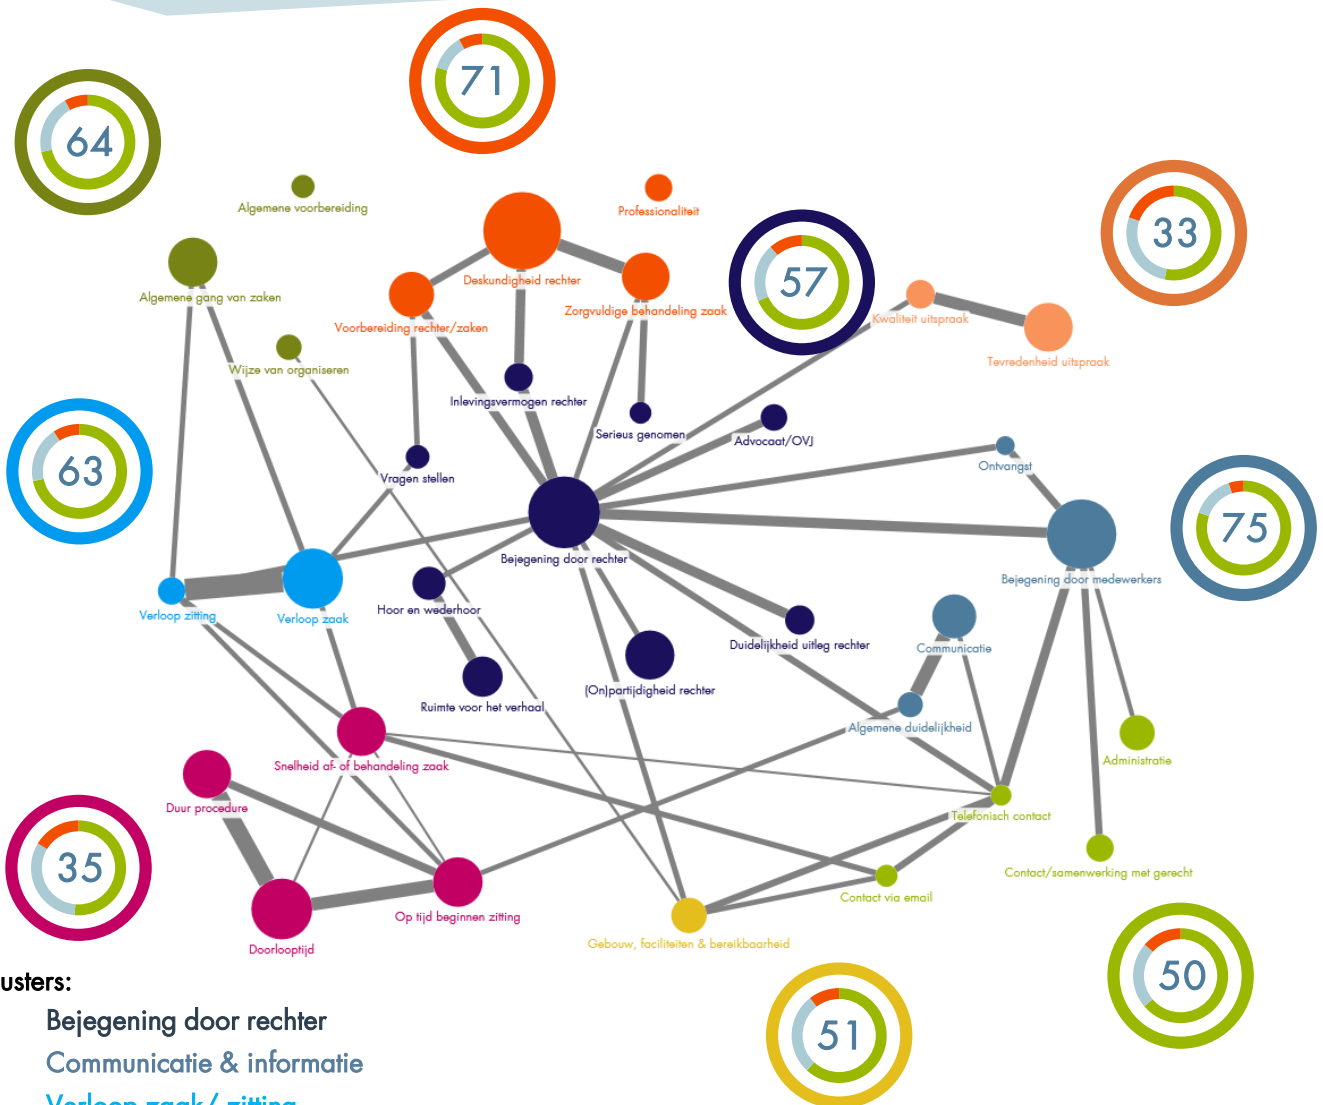 71
64
Algemene voorbereiding
Professionaliteit
33
57
Deskundigheid rechter
Algemene gang van zaken
Zorgvuldige behandeling zaak
Kwaliteit uitspraak
Voorbereiding rechter/zaken
Tevredenheid uitspraak
Wijze van organiseren
Inlevingsvermogen rechter
Serieus genomen
Advocaat/OVJ
63
Ontvangst
Vragen stellen
75
Bejegening door rechter
Bejegening door medewerkers
Hoor en wederhoor
Verloop zitting
Verloop zaak
Duidelijkheid uitleg rechter
Communicatie
(On)partijdigheid rechter
Ruimte voor het verhaal
Algemene duidelijkheid
Snelheid af- of behandeling zaak
Administratie
Duur procedure
Telefonisch contact
35
Contact/samenwerking met gerecht
Contact via email
Op tijd beginnen zitting
Gebouw, faciliteiten & bereikbaarheid
Doorlooptijd
50
usters:
Bejegening door rechter
51
Communicatie & informatie
Verloop zaak/ zitting